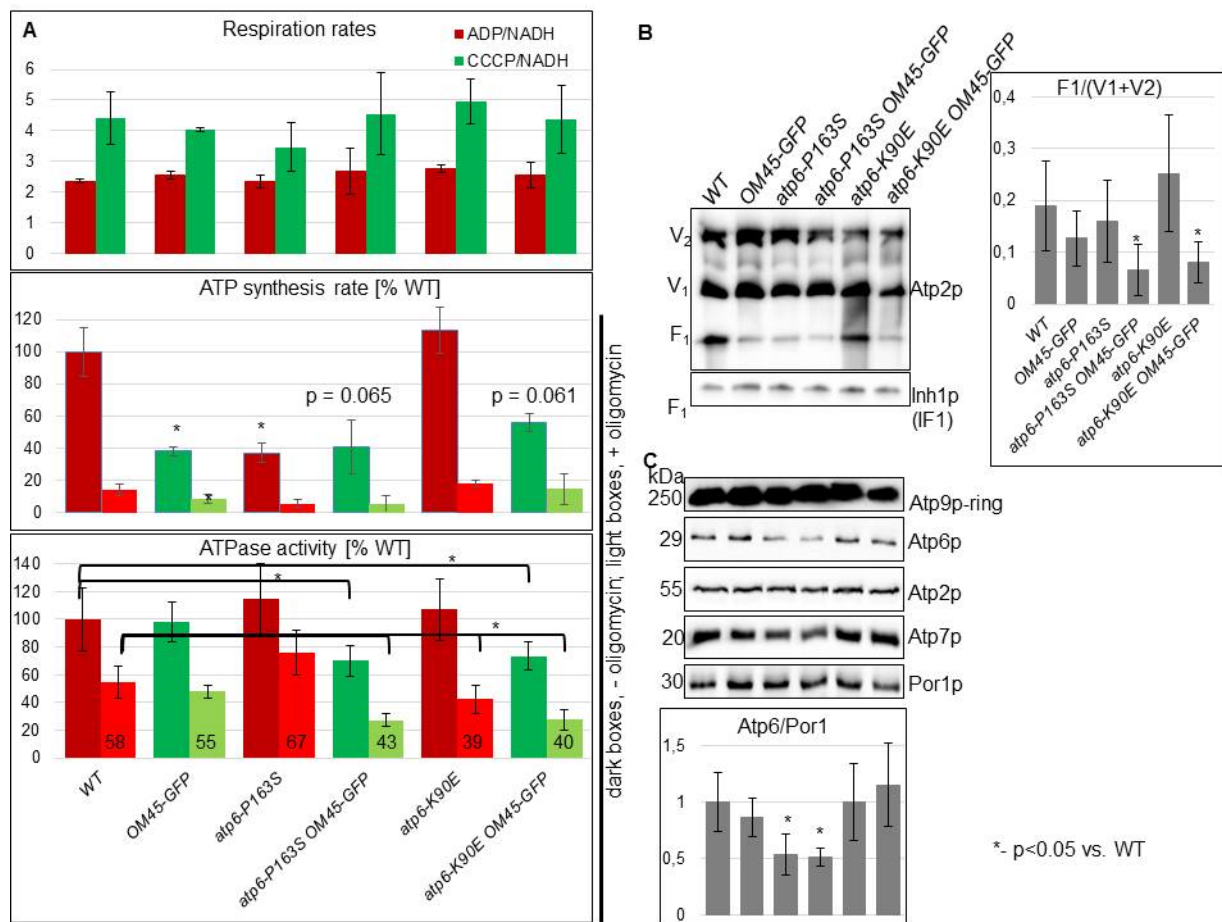 A
Respiration rates
ADP/NADH
CCCP/NADH
6
5
4
3
2
1
0
ATP synthesis rate [% WT]
120
100
80
60
40
20
0
*
*
*
p = 0.065
p = 0.061
ATPase activity [% WT]
140
120
100
80
60
40
20
0
*
*
*
58
55
67
43
39
40
WT
OM45-GFP
atp6-P163S
atp6-P163S OM45-GFP
atp6-K90E
atp6-K90E OM45-GFP
dark boxes, - oligomycin; light boxes, + oligomycin
B
WT
OM45-GFP
atp6-P163S
atp6-P163S OM45-GFP
atp6-K90E
atp6-K90E OM45-GFP
V2
V1
F1
Atp2p
F1
Inh1p
(IF1)
F1/(V1+V2)
0,4
0,3
0,2
0,1
0
*
*
WT
OM45-GFP
atp6-P163S
atp6-P163S OM45-GFP
atp6-K90E
atp6-K90E OM45-GFP
C
kDa
250
Atp9p-ring
29
Atp6p
55
Atp2p
20
Atp7p
30
Por1p
Atp6/Por1
1,5
1
0,5
0
*
*
*- p<0.05 vs. WT